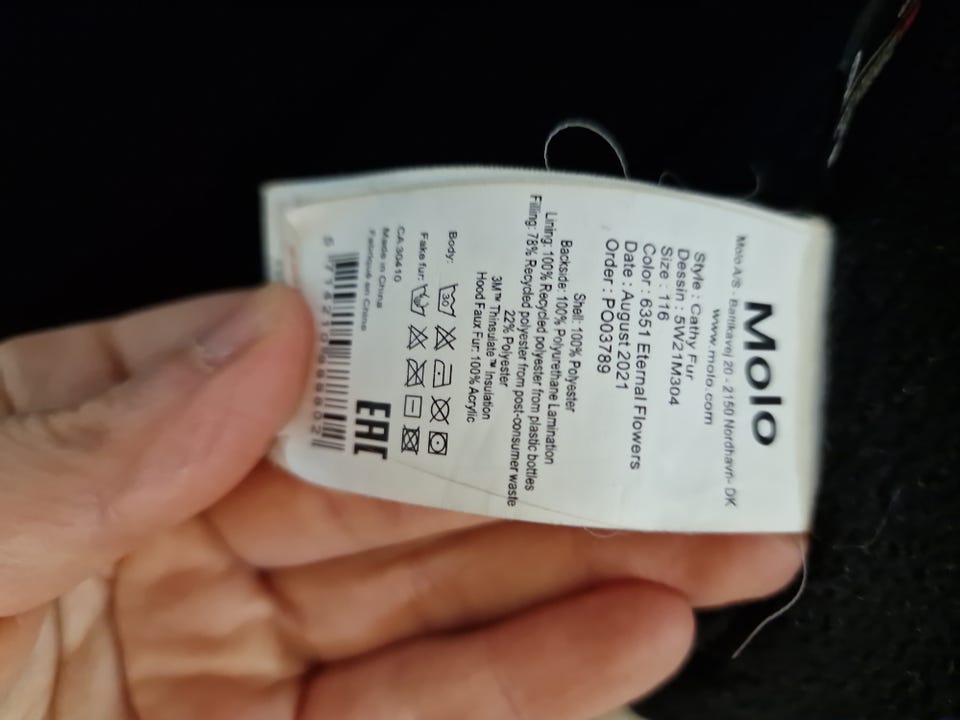 Molo
Molo A/S - Battrikavej 20 - 2150 Nordhavn- DK
www.molo.com
Style : Cathy Fur
Dessin : 5W21M304
Size : 116
Color : 6351 Eternal Flowers
Date : August 2021
Order : PO03789
Shell: 100% Polyester
Backside: 100% Polyurethane Lamination
Lining: 100% Recycled polyester from plastic bottles
Filling: 78% Recycled polyester from post-consumer waste
22% Polyester
3M™ Thinsulate™ Insulation
Hood Faux Fur: 100% Acrylic
Body: 30
Fake fur:
CA 30410
Made in China
Fabriqué en Chine
EAC